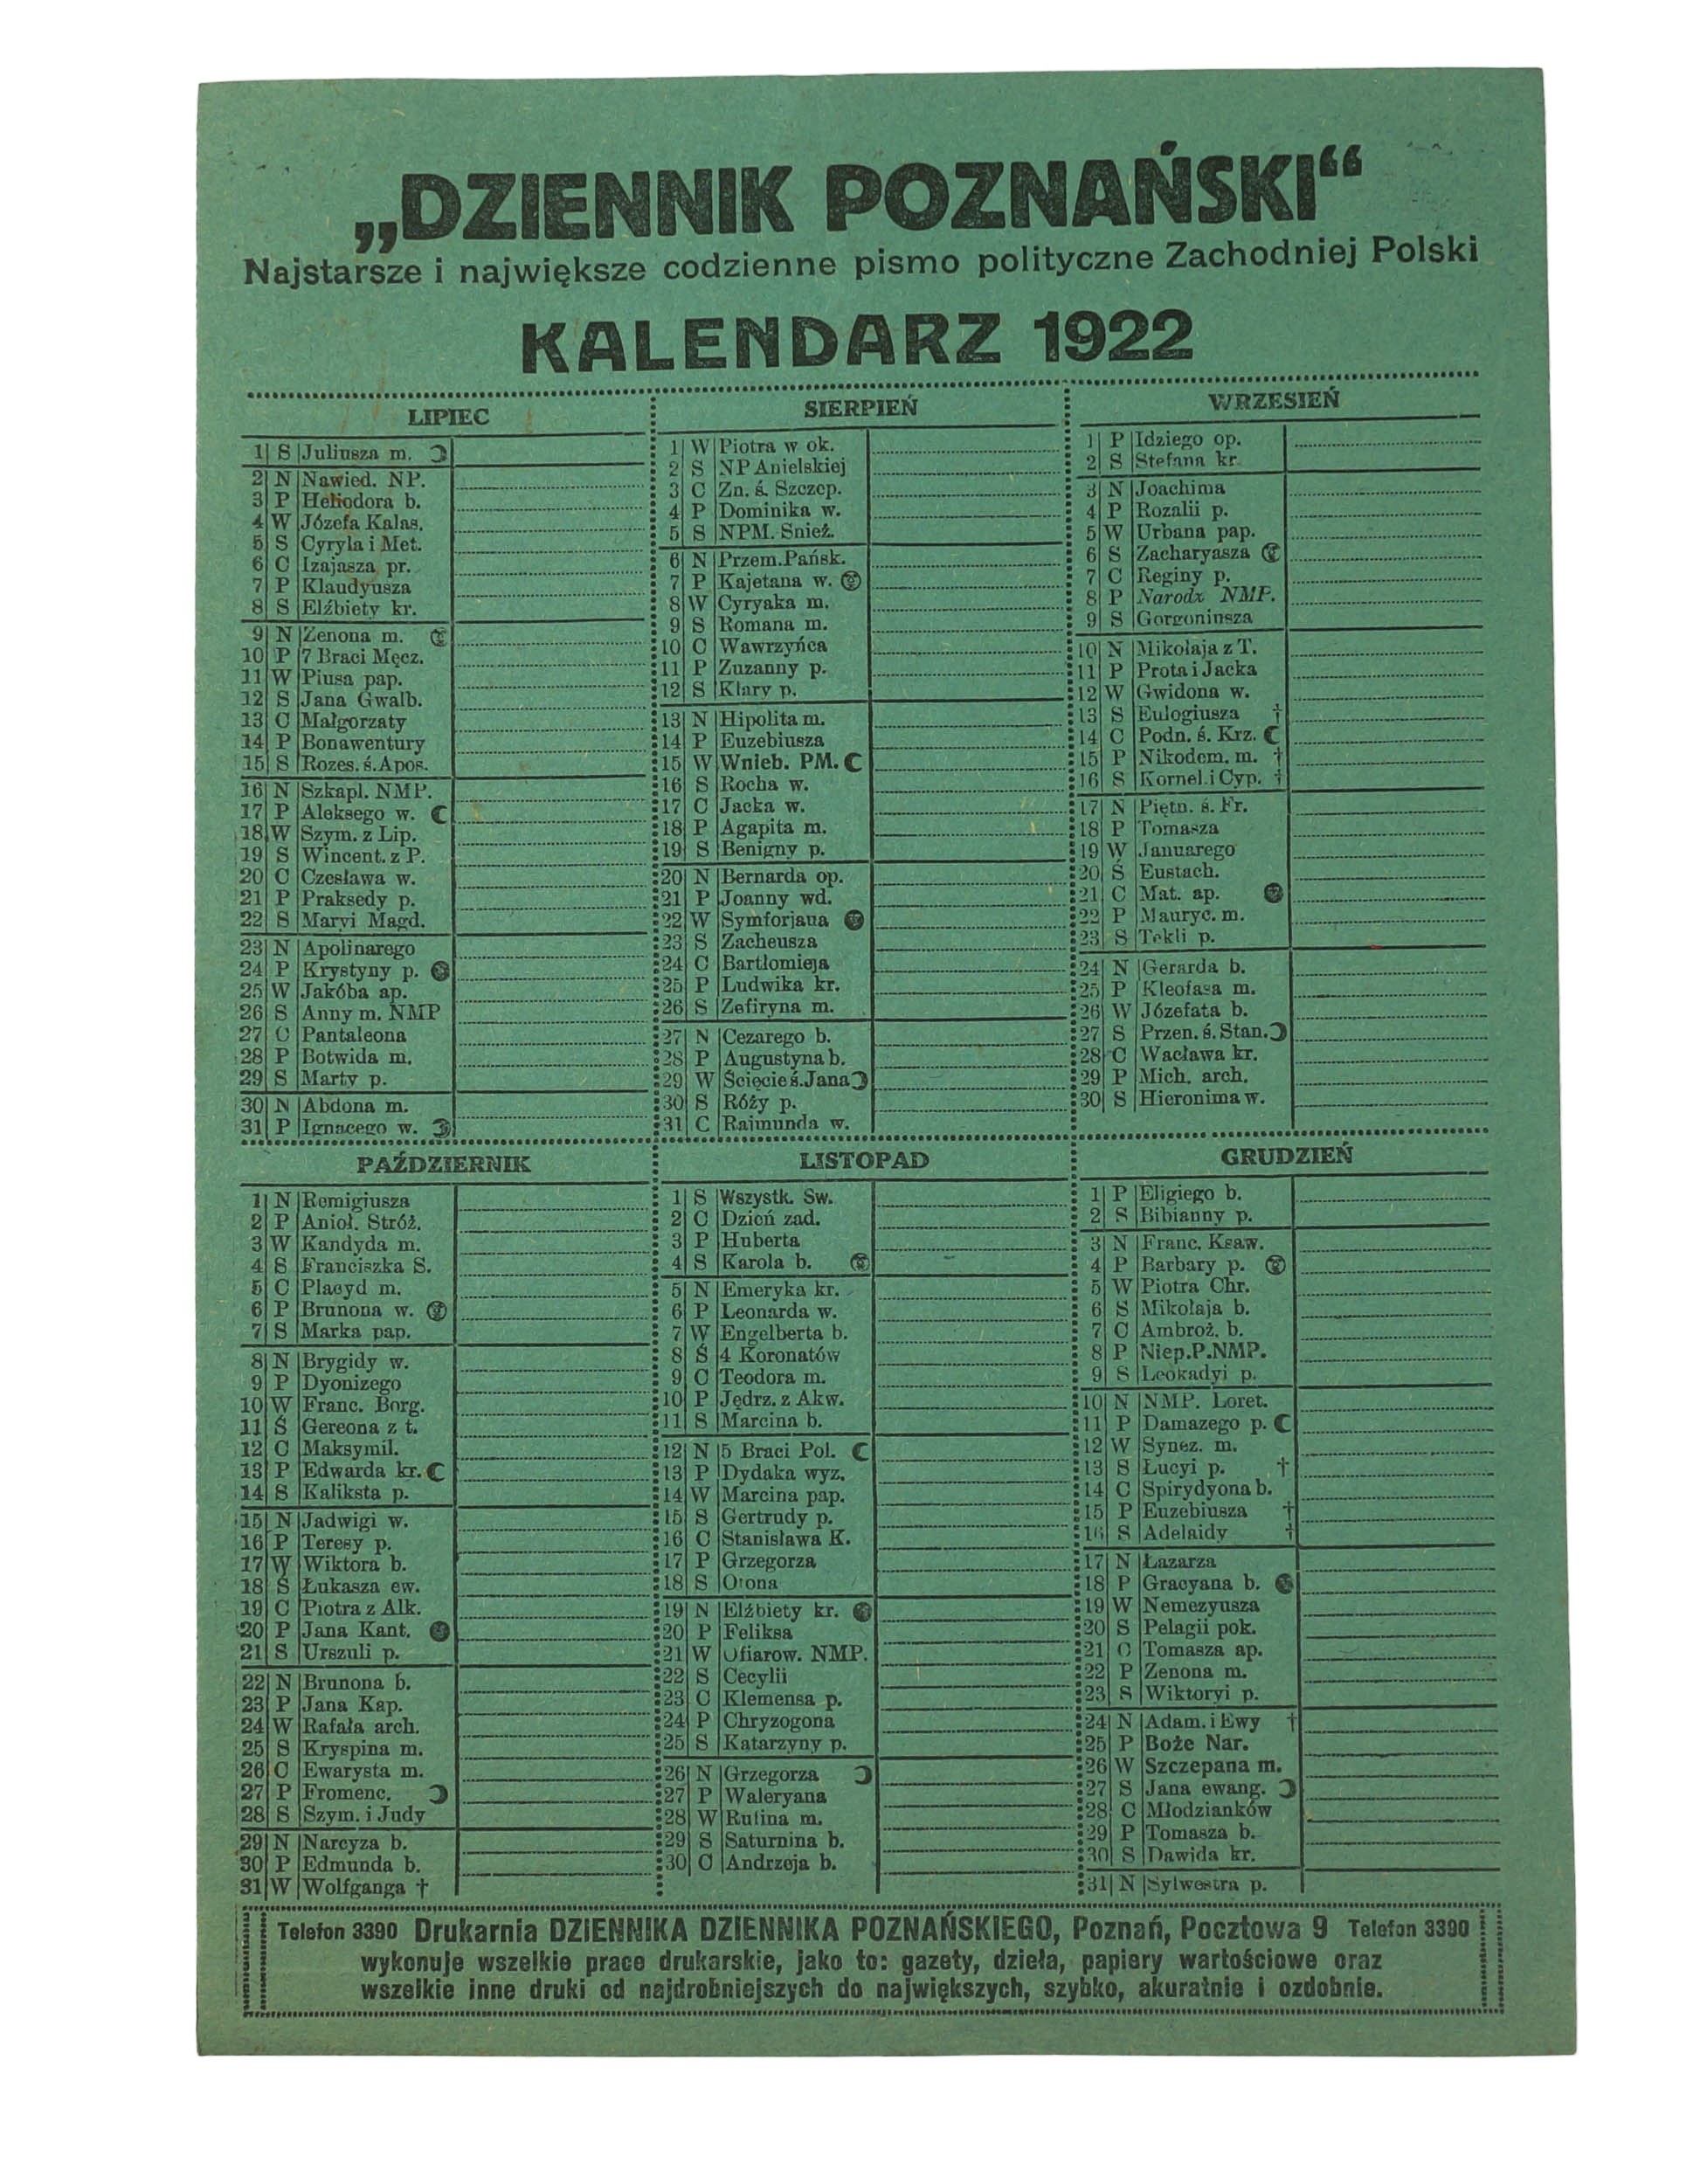 „DZIENNIK POZNAŃSKI“
Najstarsze i największe codzienne pismo polityczne Zachodniej Polski
KALENDARZ 1922
LIPIEC
1 S Juliusza m.
2 N Nawied. NP.
3 P Heliodora b.
4 W Józefa Kalas.
5 S Cyryla i Met.
6 C Izajasza pr.
7 P Klaudyusza
8 S Elźbiety kr.
9 N Zenona m.
10 P 7 Braci Męcz.
11 W Piusa pap.
12 S Jana Gwalb.
13 C Małgorzaty
14 P Bonawentury
15 S Rozes. ś. Apos.
16 N Szkapl. NMP.
17 P Aleksego w.
18 W Szym. z Lip.
19 S Wincent. z P.
20 C Czesława w.
21 P Praksedy p.
22 S Maryi Magd.
23 N Apolinarego
24 P Krystyny p.
25 W Jakóba ap.
26 S Anny m. NMP
27 C Pantaleona
28 P Botwida m.
29 S Marty p.
30 N Abdona m.
31 P Ignacego w.
SIERPIEŃ
1 W Piotra w ok.
2 S NP Anielskiej
3 C Zn. ś. Szczep.
4 P Dominika w.
5 S NPM. Snież.
6 N Przem. Pańsk.
7 P Kajetana w.
8 W Cyryaka m.
9 S Romana m.
10 C Wawrzyńca
11 P Zuzanny p.
12 S Klary p.
13 N Hipolita m.
14 P Euzebiusza
15 W Wnieb. PM.
16 S Rocha w.
17 C Jacka w.
18 P Agapita m.
19 S Benigny p.
20 N Bernarda op.
21 P Joanny wd.
22 W Symforjana
23 S Zacheusza
24 C Bartłomieja
25 P Ludwika kr.
26 S Zefiryna m.
27 N Cezarego b.
28 P Augustyna b.
29 W Ścięcie ś. Jana
30 S Róży p.
31 C Raimunda w.
WRZESIEŃ
1 P Idziego op.
2 S Stefana kr.
3 N Joachima
4 P Rozalii p.
5 W Urbana pap.
6 S Zacharyasza
7 C Reginy p.
8 P Narodz NMP.
9 S Gorgoniusza
10 N Mikołaja z T.
11 P Prota i Jacka
12 W Gwidona w.
13 S Eulogiusza †
14 C Podn. ś. Krz.
15 P Nikodem. m. †
16 S Kornel. i Cyp. †
17 N Piętn. ś. Fr.
18 P Tomasza
19 W Januarego
20 Ś Eustach.
21 C Mat. ap.
22 P Mauryc. m.
23 S Tekli p.
24 N Gerarda b.
25 P Kleofasa m.
26 W Józefata b.
27 S Przen. ś. Stan.
28 C Wacława kr.
29 P Mich. arch.
30 S Hieronima w.
PAŹDZIERNIK
1 N Remigiusza
2 P Anioł. Stróż.
3 W Kandyda m.
4 S Franciszka S.
5 C Placyd m.
6 P Brunona w.
7 S Marka pap.
8 N Brygidy w.
9 P Dyonizego
10 W Franc. Borg.
11 Ś Gereona z t.
12 C Maksymil.
13 P Edwarda kr.
14 S Kaliksta p.
15 N Jadwigi w.
16 P Teresy p.
17 W Wiktora b.
18 Ś Łukasza ew.
19 C Piotra z Alk.
20 P Jana Kant.
21 S Urszuli p.
22 N Brunona b.
23 P Jana Kap.
24 W Rafała arch.
25 S Kryspina m.
26 C Ewarysta m.
27 P Fromenc.
28 S Szym. i Judy
29 N Narcyza b.
30 P Edmunda b.
31 W Wolfganga †
LISTOPAD
1 S Wszystk. Sw.
2 C Dzień zad.
3 P Huberta
4 S Karola b.
5 N Emeryka kr.
6 P Leonarda w.
7 W Engelberta b.
8 Ś 4 Koronatów
9 C Teodora m.
10 P Jędrz. z Akw.
11 S Marcina b.
12 N 5 Braci Pol.
13 P Dydaka wyz.
14 W Marcina pap.
15 S Gertrudy p.
16 C Stanisława K.
17 P Grzegorza
18 S Otona
19 N Elźbiety kr.
20 P Feliksa
21 W Ofiarow. NMP.
22 S Cecylii
23 C Klemensa p.
24 P Chryzogona
25 S Katarzyny p.
26 N Grzegorza
27 P Waleryana
28 W Rufina m.
29 S Saturnina b.
30 C Andrzeja b.
GRUDZIEŃ
1 P Eligiego b.
2 S Bibianny p.
3 N Franc. Ksaw.
4 P Barbary p.
5 W Piotra Chr.
6 S Mikołaja b.
7 C Ambroż. b.
8 P Niep. P. NMP.
9 S Leokadyi p.
10 N NMP. Loret.
11 P Damazego p.
12 W Synez. m.
13 S Łucyi p. †
14 C Spirydyona b.
15 P Euzebiusza †
16 S Adelaidy †
17 N Łazarza
18 P Gracyana b.
19 W Nemezyusza
20 S Pelagii pok.
21 C Tomasza ap.
22 P Zenona m.
23 S Wiktoryi p.
24 N Adam. i Ewy †
25 P Boże Nar.
26 W Szczepana m.
27 S Jana ewang.
28 C Młodzianków
29 P Tomasza b.
30 S Dawida kr.
31 N Sylwestra p.
Telefon 3390 Drukarnia DZIENNIKA DZIENNIKA POZNAŃSKIEGO, Poznań, Pocztowa 9 Telefon 3390
wykonuje wszelkie prace drukarskie, jako to: gazety, dzieła, papiery wartościowe oraz
wszelkie inne druki od najdrobniejszych do największych, szybko, akuratnie i ozdobnie.